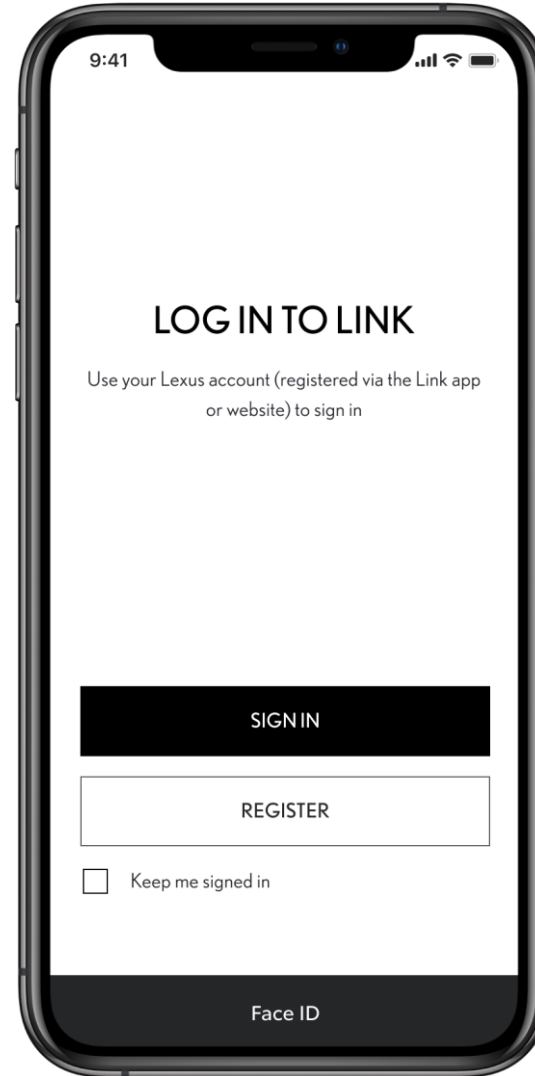 9:41
LOG IN TO LINK
Use your Lexus account (registered via the Link app
or website) to sign in
SIGN IN
REGISTER
Keep me signed in
Face ID